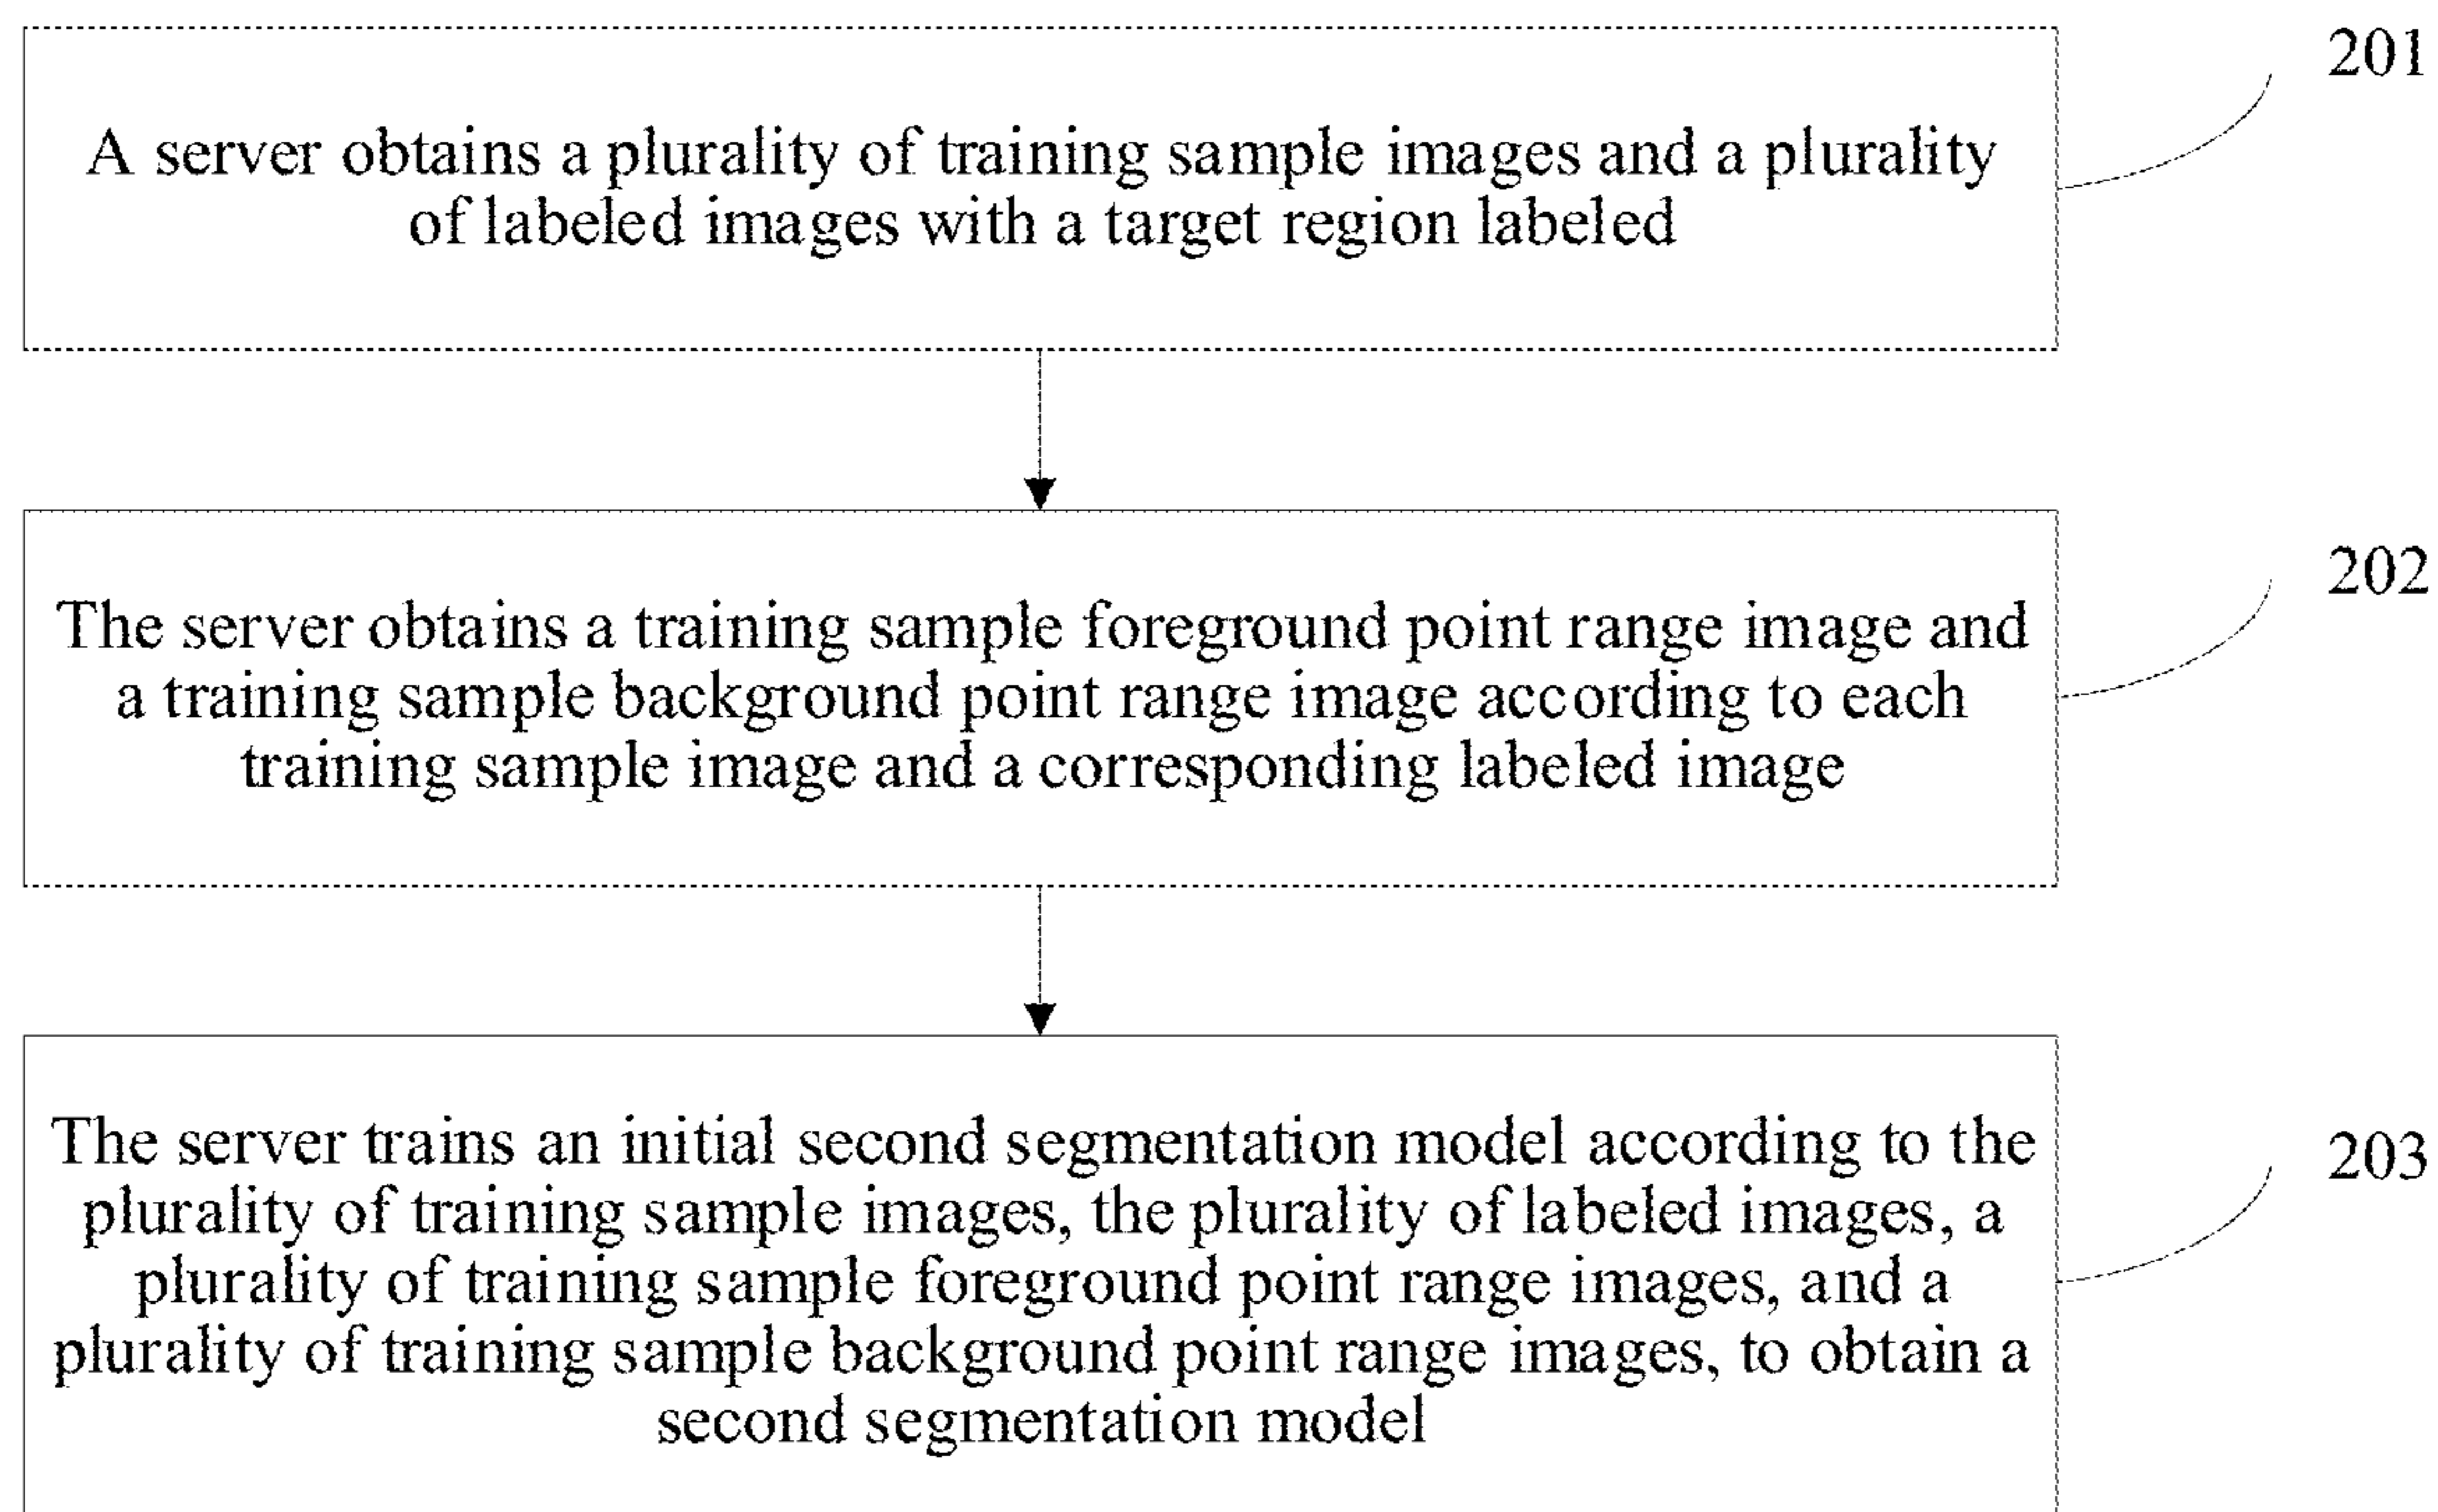 201
A server obtains a plurality of training sample images and a plurality
of labeled images with a target region labeled
202
The server obtains a training sample foreground point range image and
a training sample background point range image according to each
training sample image and a corresponding labeled image
203
The server trains an initial second segmentation model according to the
plurality of training sample images, the plurality of labeled images, a
plurality of training sample foreground point range images, and a
plurality of training sample background point range images, to obtain a
second segmentation model